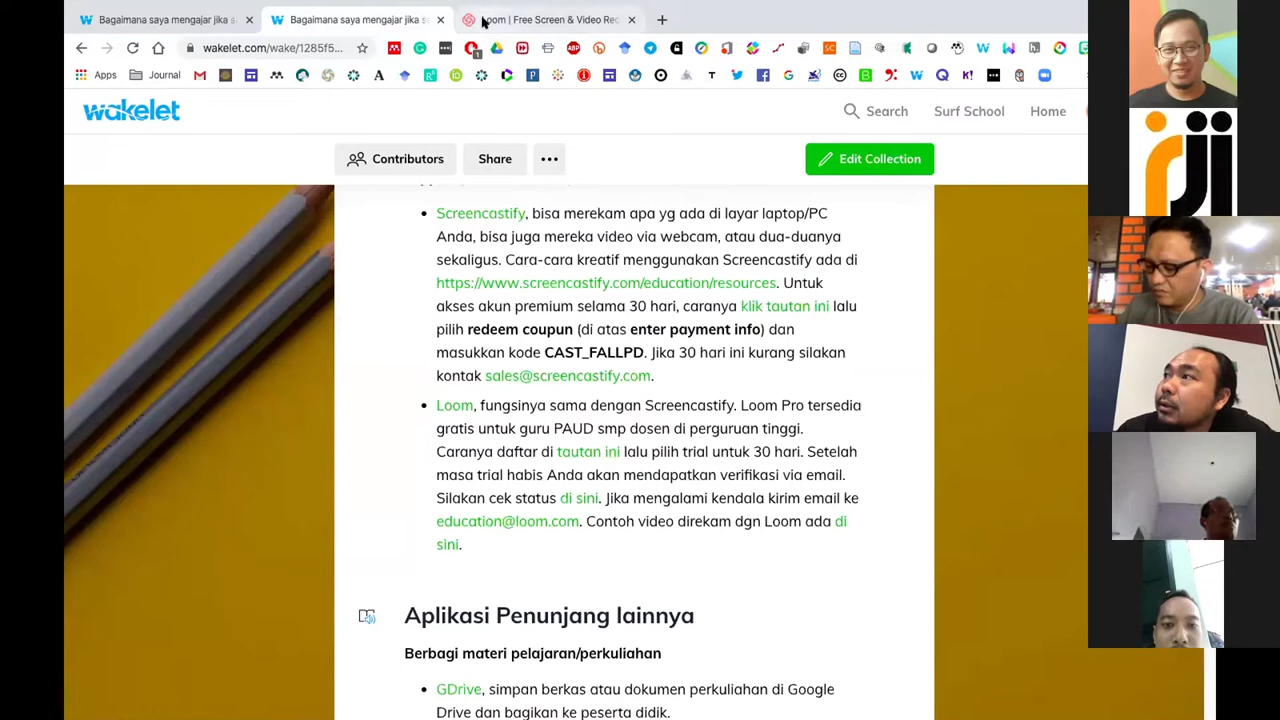 Bagaimana saya mengajar jika s
Bagaimana saya mengajar jika se
oom | Free Screen & Video Rec
wakelet.com/wake/1285f5...
Apps
Journal
wakelet
Search
Surf School
Home
Contributors
Share
Edit Collection
Screencastify, bisa merekam apa yg ada di layar laptop/PC
Anda, bisa juga mereka video via webcam, atau dua-duanya
sekaligus. Cara-cara kreatif menggunakan Screencastify ada di
https://www.screencastify.com/education/resources. Untuk
akses akun premium selama 30 hari, caranya klik tautan ini lalu
pilih redeem coupun (di atas enter payment info) dan
masukkan kode CAST_FALLPD. Jika 30 hari ini kurang silakan
kontak sales@screencastify.com.
Loom, fungsinya sama dengan Screencastify. Loom Pro tersedia
gratis untuk guru PAUD smp dosen di perguruan tinggi.
Caranya daftar di tautan ini lalu pilih trial untuk 30 hari. Setelah
masa trial habis Anda akan mendapatkan verifikasi via email.
Silakan cek status di sini. Jika mengalami kendala kirim email ke
education@loom.com. Contoh video direkam dgn Loom ada di
sini.
Aplikasi Penunjang lainnya
Berbagi materi pelajaran/perkuliahan
GDrive, simpan berkas atau dokumen perkuliahan di Google
Drive dan bagikan ke peserta didik.